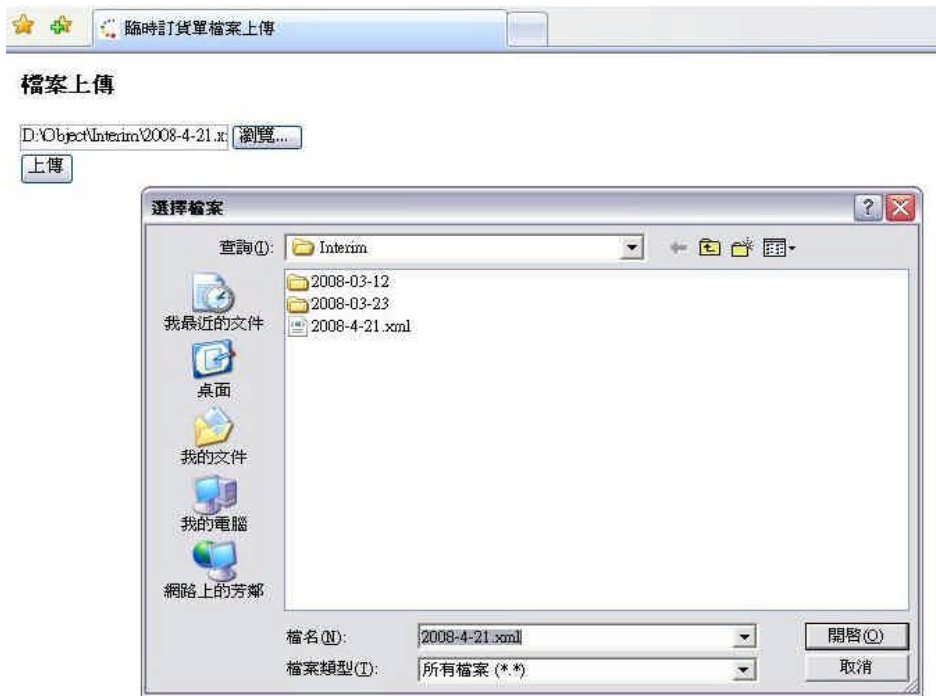 臨時訂貨單檔案上傳
檔案上傳
D:\Object\Interim\2008-4-21.x
瀏覽...
上傳
選擇檔案
查詢(I):
Interim
2008-03-12
2008-03-23
2008-4-21.xml
我最近的文件
桌面
我的文件
我的電腦
網路上的芳鄰
檔名(N):
2008-4-21.xml
開啟(O)
檔案類型(T):
所有檔案 (*.*)
取消